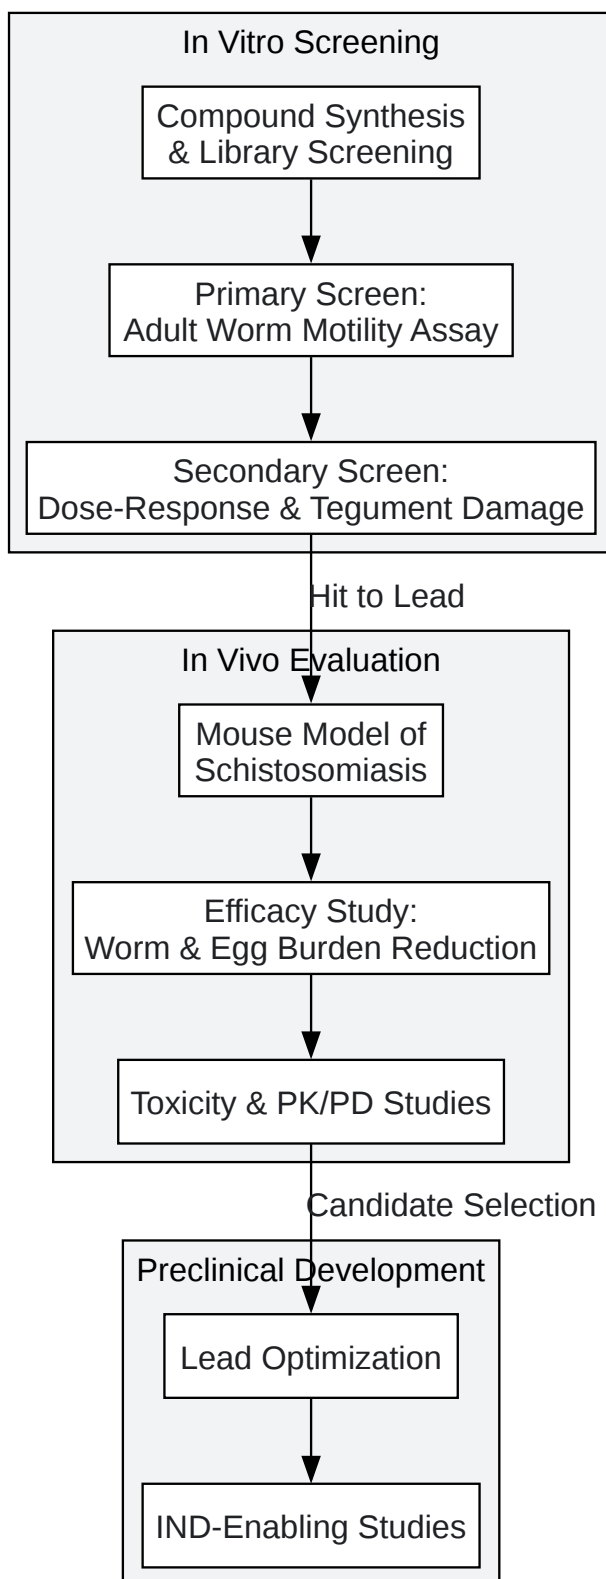 In Vitro Screening
Compound Synthesis
& Library Screening
Primary Screen:
Adult Worm Motility Assay
Secondary Screen:
Dose-Response & Tegument Damage
Hit to Lead
In Vivo Evaluation
Mouse Model of
Schistosomiasis
Efficacy Study:
Worm & Egg Burden Reduction
Toxicity & PK/PD Studies
Candidate Selection
Preclinical Development
Lead Optimization
IND-Enabling Studies